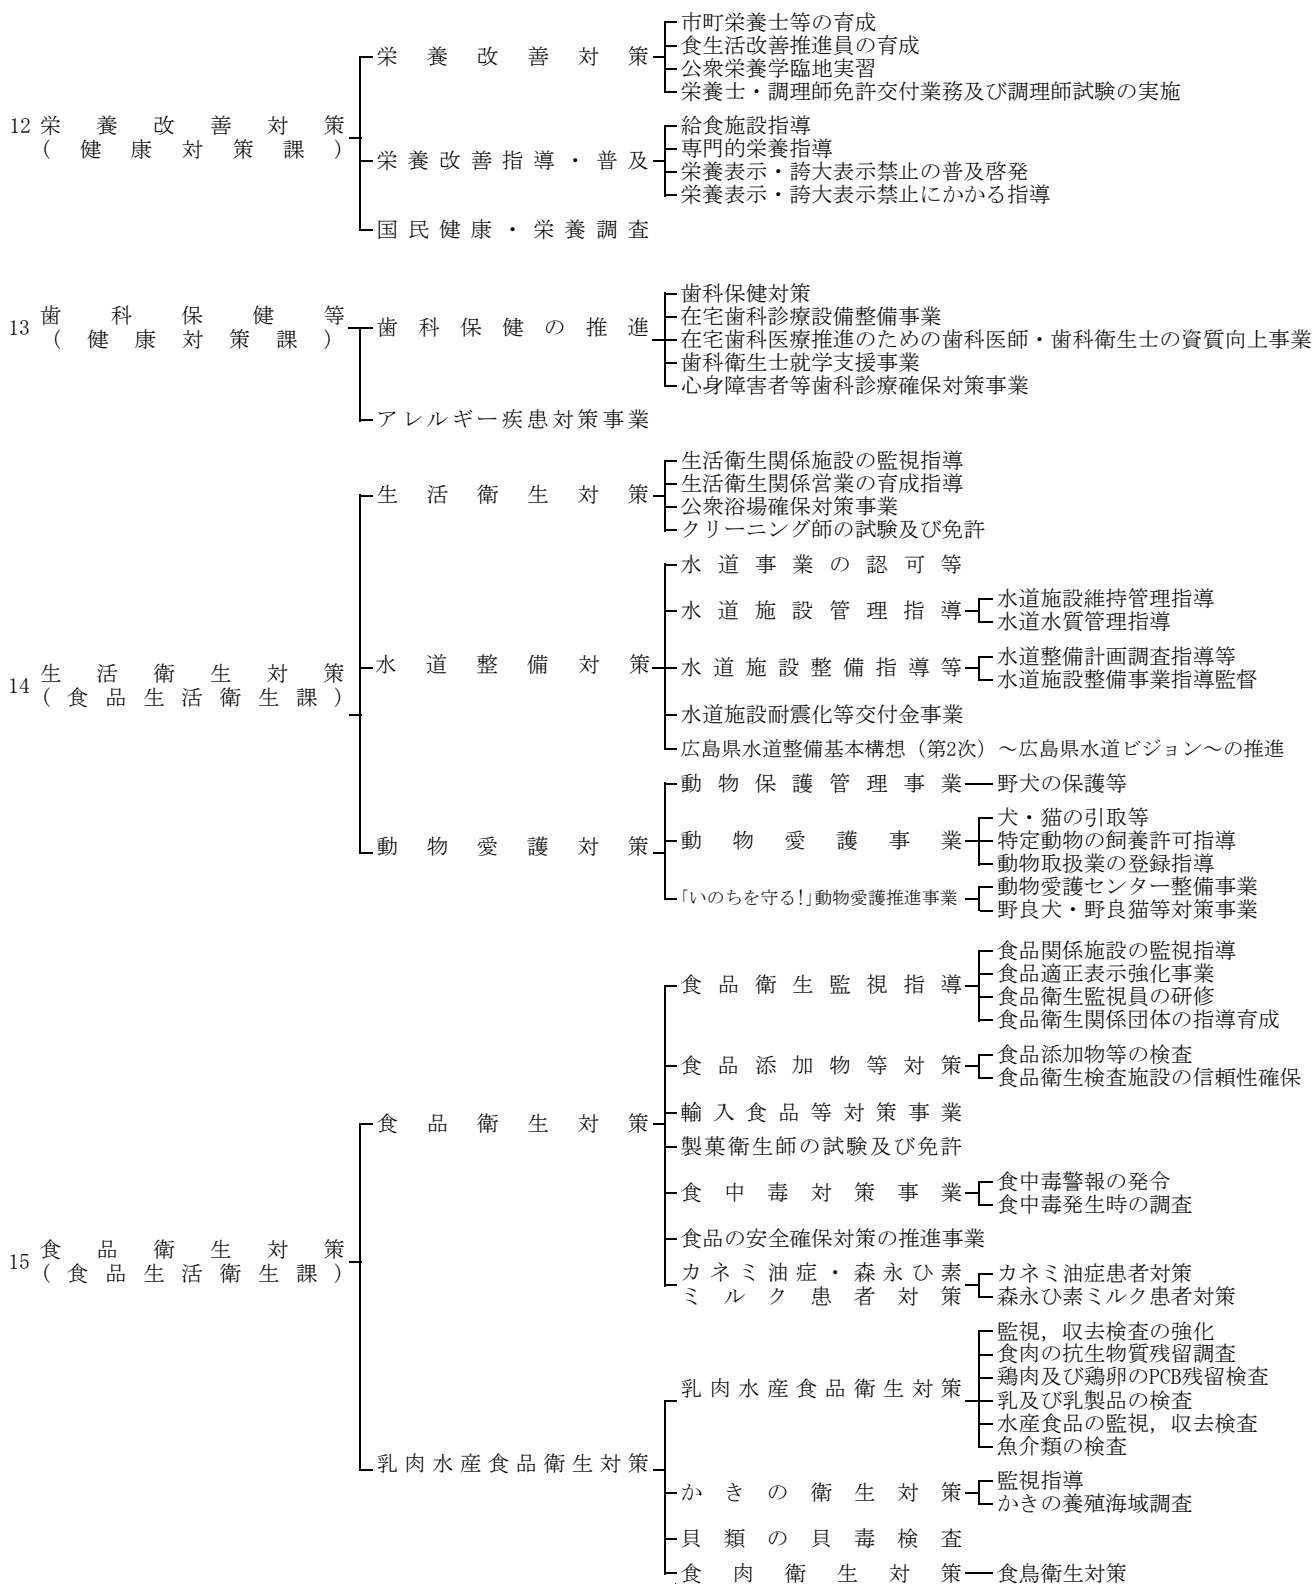 12 栄養改善対策
(健康対策課)
栄養改善対策
市町栄養士等の育成
食生活改善推進員の育成
公衆栄養学臨地実習
栄養士・調理師免許交付業務及び調理師試験の実施
栄養改善指導・普及
給食施設指導
専門的栄養指導
栄養表示・誇大表示禁止の普及啓発
栄養表示・誇大表示禁止にかかる指導
国民健康・栄養調査
13 歯科保健等
(健康対策課)
歯科保健の推進
歯科保健対策
在宅歯科診療設備整備事業
在宅歯科医療推進のための歯科医師・歯科衛生士の資質向上事業
歯科衛生士就学支援事業
心身障害者等歯科診療確保対策事業
アレルギー疾患対策事業
14 生活衛生対策
(食品生活衛生課)
生活衛生対策
生活衛生関係施設の監視指導
生活衛生関係営業の育成指導
公衆浴場確保対策事業
クリーニング師の試験及び免許
水道整備対策
水道事業の認可等
水道施設管理指導
水道施設維持管理指導
水道水質管理指導
水道施設整備指導等
水道整備計画調査指導等
水道施設整備事業指導監督
水道施設耐震化等交付金事業
広島県水道整備基本構想（第2次）～広島県水道ビジョン～の推進
動物愛護対策
動物保護管理事業
野犬の保護等
動物愛護事業
犬・猫の引取等
特定動物の飼養許可指導
動物取扱業の登録指導
「いのちを守る!」動物愛護推進事業
動物愛護センター整備事業
野良犬・野良猫等対策事業
15 食品衛生対策
(食品生活衛生課)
食品衛生対策
食品衛生監視指導
食品関係施設の監視指導
食品適正表示強化事業
食品衛生監視員の研修
食品衛生関係団体の指導育成
食品添加物等対策
食品添加物等の検査
食品衛生検査施設の信頼性確保
輸入食品等対策事業
製菓衛生師の試験及び免許
食中毒対策事業
食中毒警報の発令
食中毒発生時の調査
食品の安全確保対策の推進事業
カネミ油症・森永ひ素
ミルク患者対策
カネミ油症患者対策
森永ひ素ミルク患者対策
乳肉水産食品衛生対策
乳肉水産食品衛生対策
監視，収去検査の強化
食肉の抗生物質残留調査
鶏肉及び鶏卵のPCB残留検査
乳及び乳製品の検査
水産食品の監視，収去検査
魚介類の検査
かきの衛生対策
監視指導
かきの養殖海域調査
貝類の貝毒検査
食肉衛生対策
食鳥衛生対策